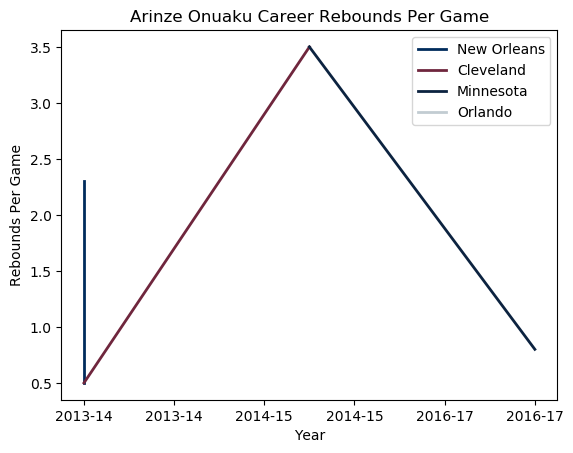 Arinze Onuaku Career Rebounds Per Game
New Orleans
Cleveland
Minnesota
Orlando
Rebounds Per Game
3.5
3.0
2.5
2.0
1.5
1.0
0.5
2013-14 2013-14 2014-15 2014-15 2016-17 2016-17
Year